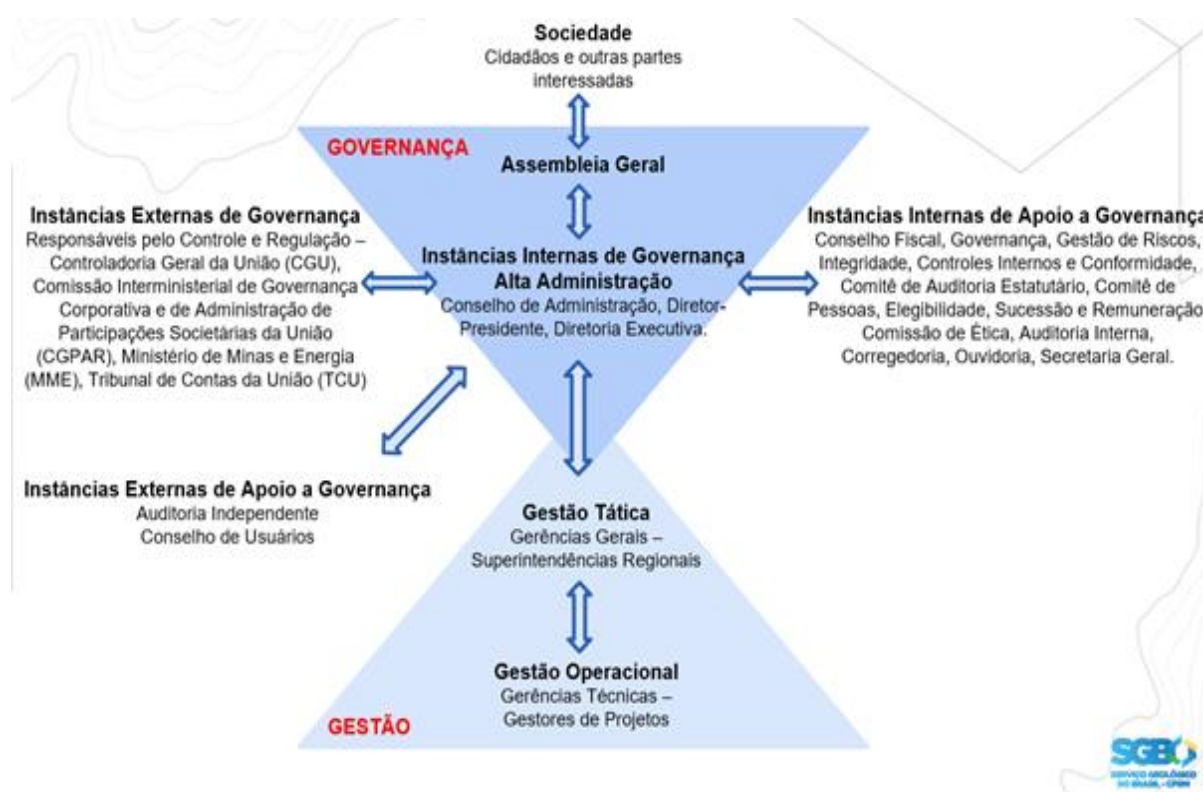 Sociedade
Cidadãos e outras partes
interessadas
GOVERNANÇA
Assembleia Geral
Instâncias Externas de Governança
Responsáveis pelo Controle e Regulação –
Controladoria Geral da União (CGU),
Comissão Interministerial de Governança
Corporativa e de Administração de
Participações Societárias da União
(CGPAR), Ministério de Minas e Energia
(MME), Tribunal de Contas da União (TCU)
Instâncias Internas de Governança
Alta Administração
Conselho de Administração, Diretor-
Presidente, Diretoria Executiva.
Instâncias Internas de Apoio a Governança
Conselho Fiscal, Governança, Gestão de Riscos,
Integridade, Controles Internos e Conformidade,
Comitê de Auditoria Estatutário, Comitê de
Pessoas, Elegibilidade, Sucessão e Remuneração
Comissão de Ética, Auditoria Interna,
Corregedoria, Ouvidoria, Secretaria Geral.
Instâncias Externas de Apoio a Governança
Auditoria Independente
Conselho de Usuários
Gestão Tática
Gerências Gerais –
Superintendências Regionais
Gestão Operacional
Gerências Técnicas –
Gestores de Projetos
GESTÃO
SGB
SERVIÇO GEOLÓGICO
DO BRASIL – CPRM